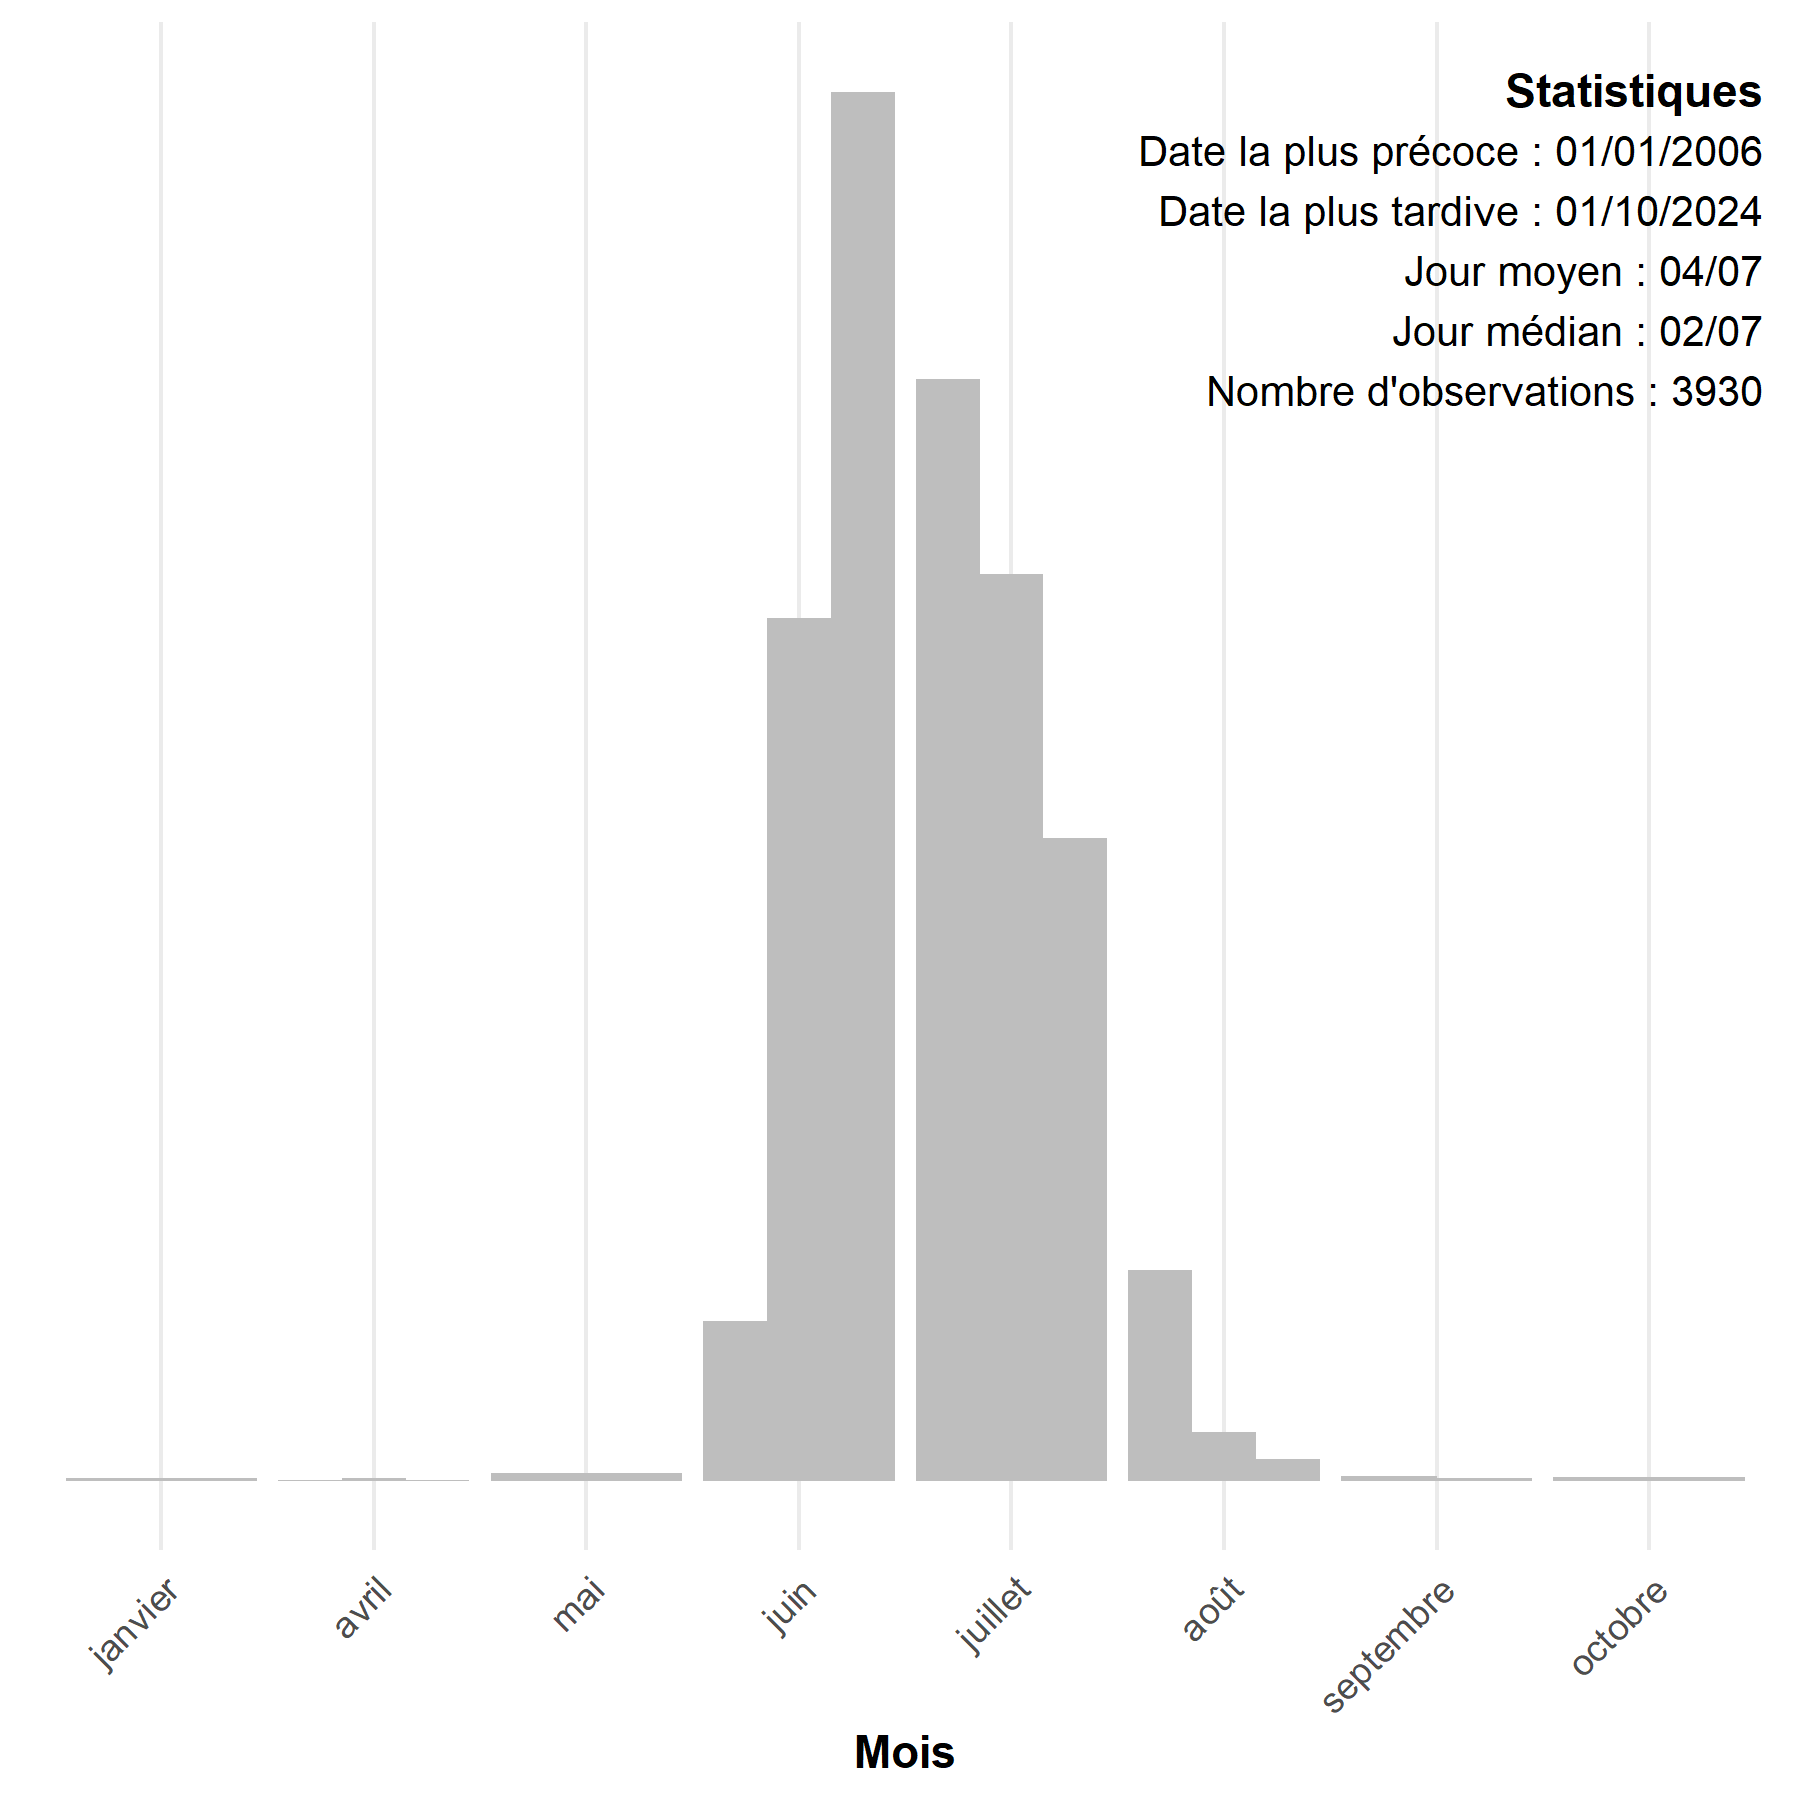 Statistiques
Date la plus précoce : 01/01/2006
Date la plus tardive : 01/10/2024
Jour moyen : 04/07
Jour médian : 02/07
Nombre d'observations : 3930
janvier
avril
mai
juin
juillet
août
septembre
octobre
Mois